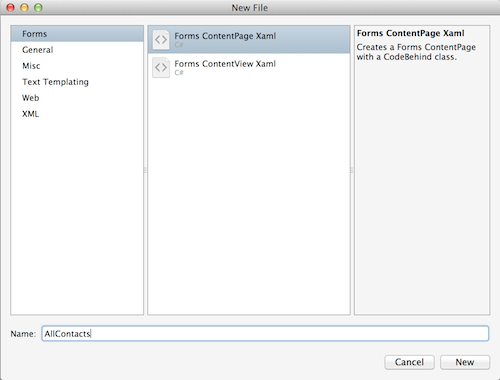 New File
Forms
General
Misc
Text Templating
Web
XML
Forms ContentPage Xaml
C#
Forms ContentView Xaml
C#
Forms ContentPage Xaml
Creates a Forms ContentPage
with a CodeBehind class.
Name: AllContacts
Cancel New